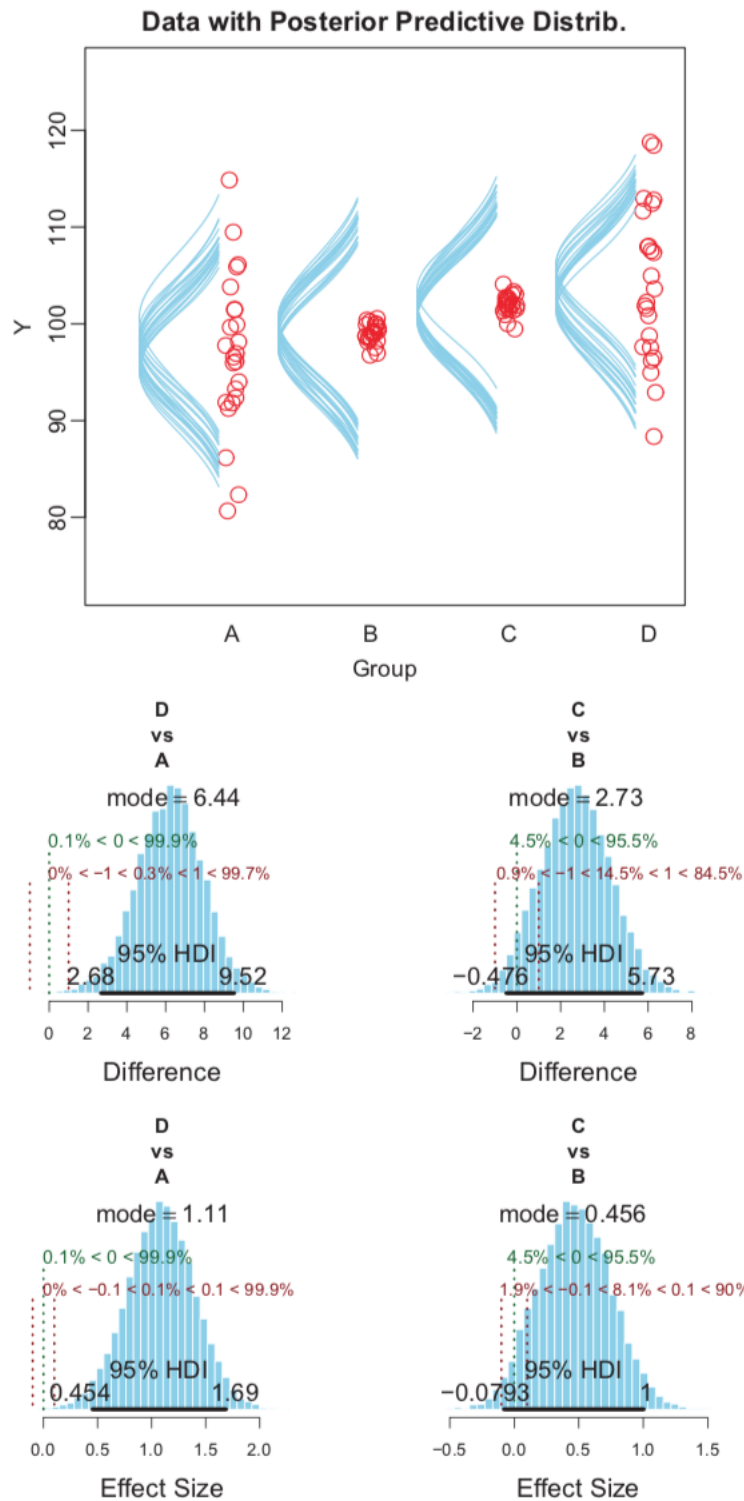 Data with Posterior Predictive Distrib.
120
110
100
90
80
Y
A B C D
Group
D
vs
A
mode = 6.44
0.1% < 0 < 99.9%
0% < −1 < 0.3% < 1 < 99.7%
95% HDI
2.68 9.52
0 2 4 6 8 10 12
Difference
C
vs
B
mode = 2.73
4.5% < 0 < 95.5%
0.9% < −1 < 14.5% < 1 < 84.5%
95% HDI
−0.476 5.73
−2 0 2 4 6 8
Difference
D
vs
A
mode = 1.11
0.1% < 0 < 99.9%
0% < −0.1 < 0.1% < 0.1 < 99.9%
95% HDI
0.454 1.69
0.0 0.5 1.0 1.5 2.0
Effect Size
C
vs
B
mode = 0.456
4.5% < 0 < 95.5%
1.9% < −0.1 < 8.1% < 0.1 < 90%
95% HDI
−0.0793 1
−0.5 0.0 0.5 1.0 1.5
Effect Size